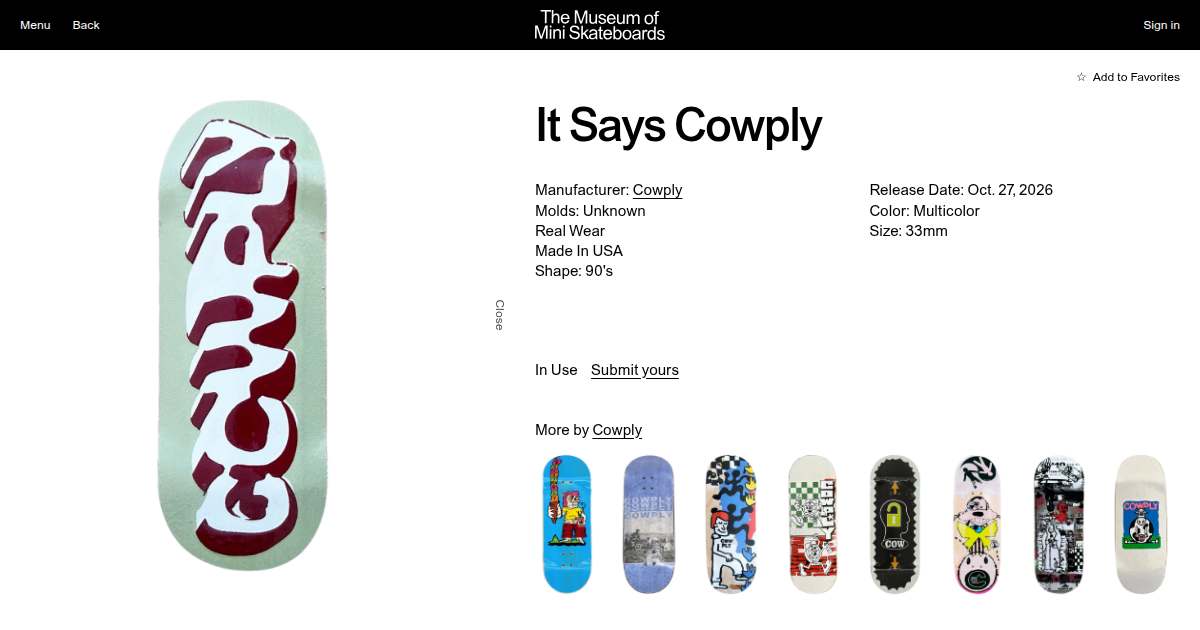 Menu
Back
The Museum of
Mini Skateboards
Sign in
☆ Add to Favorites
It Says Cowply
Manufacturer: Cowply
Molds: Unknown
Real Wear
Made In USA
Shape: 90's
Release Date: Oct. 27, 2026
Color: Multicolor
Size: 33mm
Close
In Use Submit yours
More by Cowply
COWPLY
COWPLY
COWPLY
COW
COWPLY